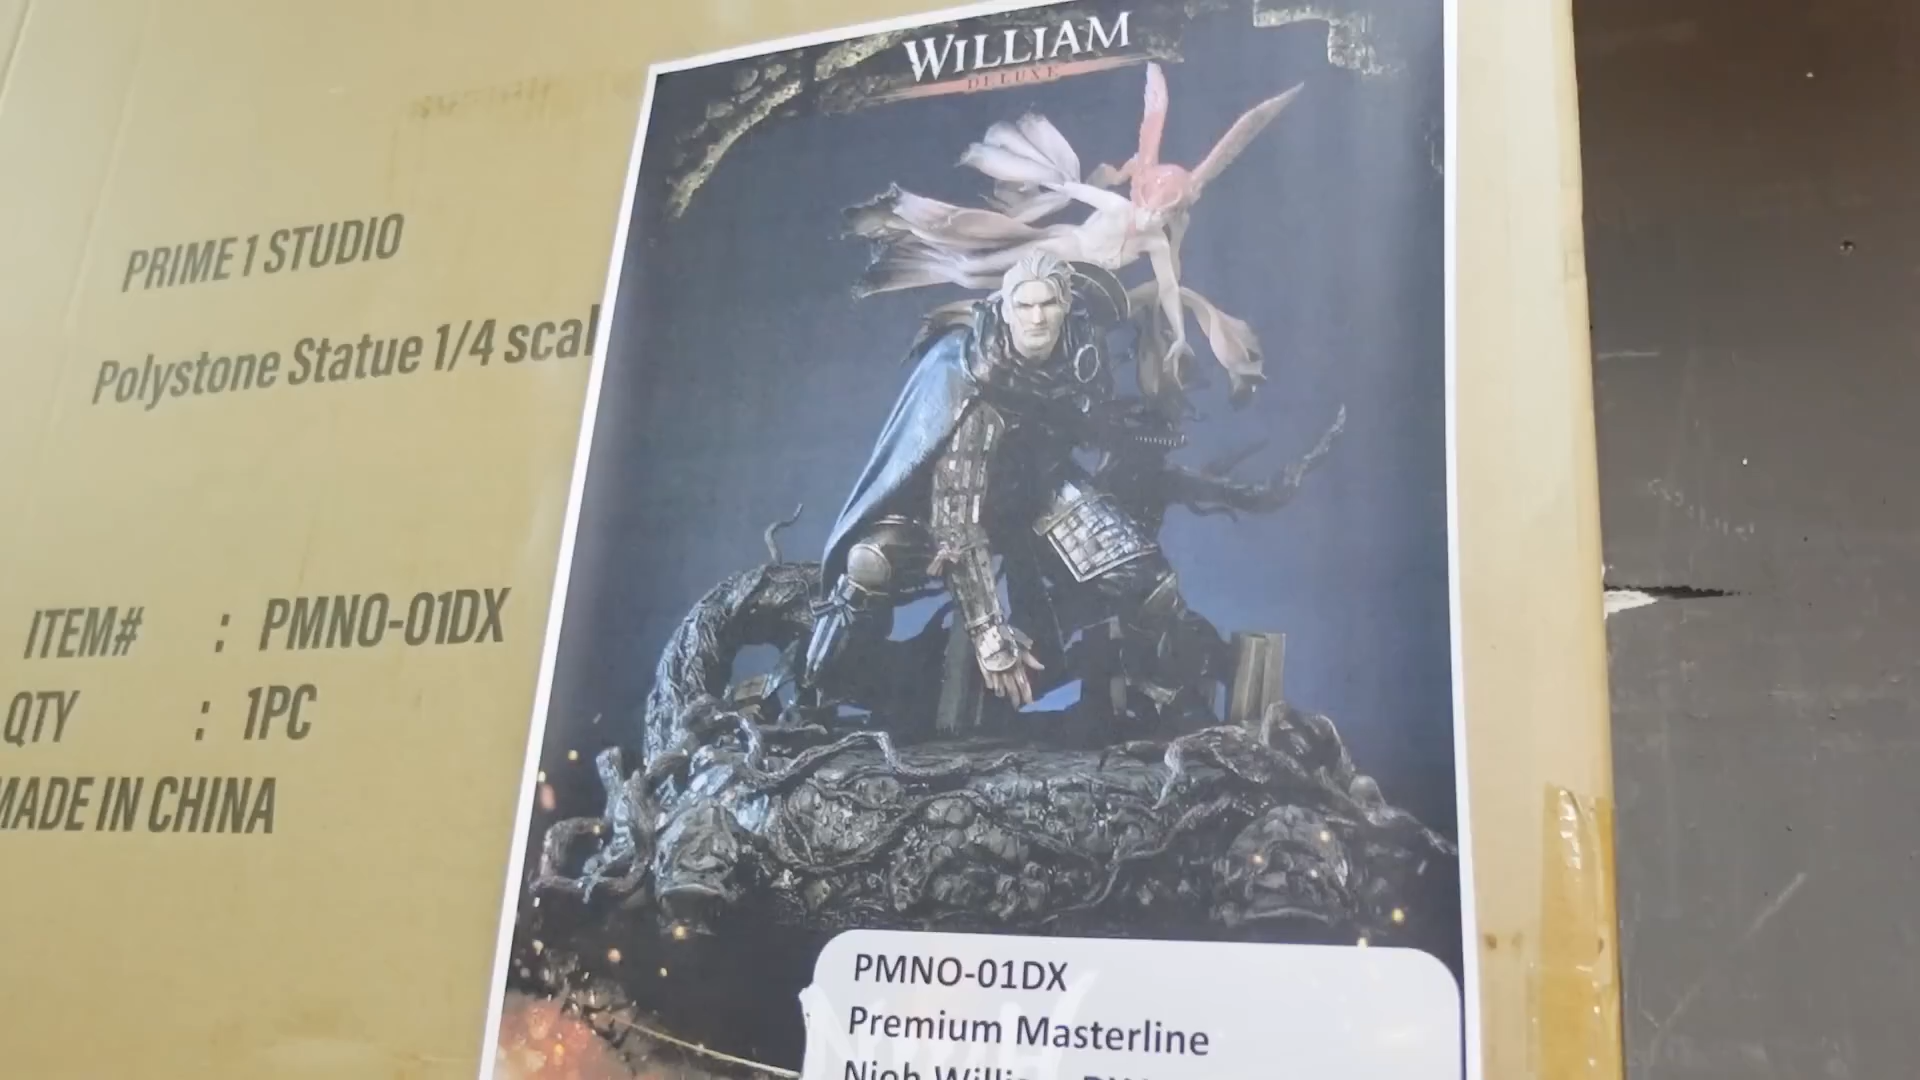 WILLIAM
DELUXE
PRIME 1 STUDIO
Polystone Statue 1/4 scal
ITEM# : PMNO-01DX
QTY : 1PC
MADE IN CHINA
PMNO-01DX
Premium Masterline
Nioh William